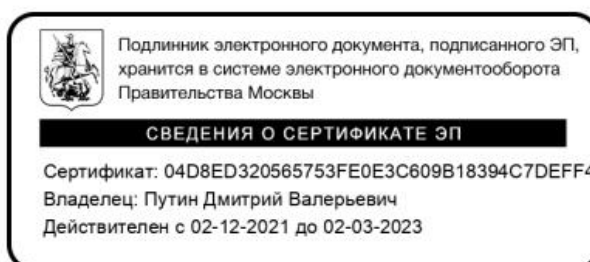 Подлинник электронного документа, подписанного ЭП,
хранится в системе электронного документооборота
Правительства Москвы
СВЕДЕНИЯ О СЕРТИФИКАТЕ ЭП
Сертификат: 04D8ED320565753FE0E3C609B18394C7DEFF4
Владелец: Путин Дмитрий Валерьевич
Действителен с 02-12-2021 до 02-03-2023